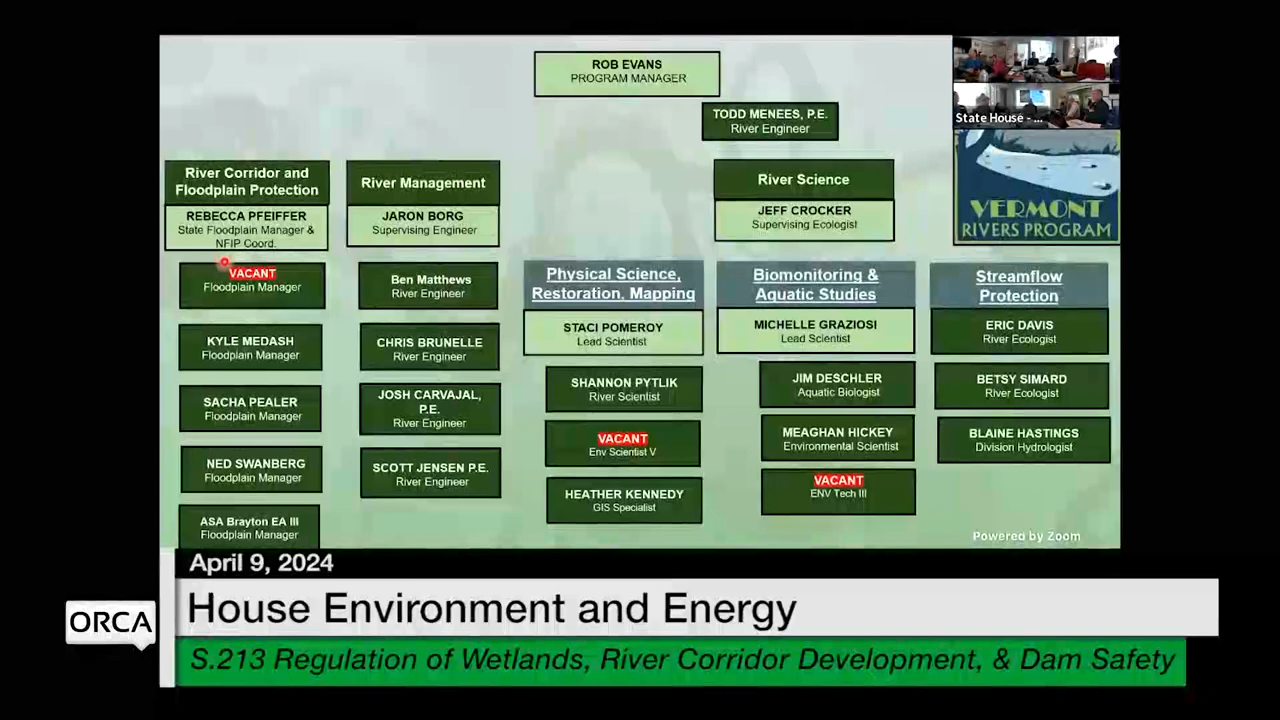 ROB EVANS
PROGRAM MANAGER
TODD MENEES, P.E.
River Engineer
State House - ...
VERMONT
RIVERS PROGRAM
River Corridor and
Floodplain Protection
REBECCA PFEIFFER
State Floodplain Manager &
NFIP Coord.
VACANT
Floodplain Manager
KYLE MEDASH
Floodplain Manager
SACHA PEALER
Floodplain Manager
NED SWANBERG
Floodplain Manager
ASA Brayton EA III
Floodplain Manager
River Management
JARON BORG
Supervising Engineer
Ben Matthews
River Engineer
CHRIS BRUNELLE
River Engineer
JOSH CARVAJAL,
P.E.
River Engineer
SCOTT JENSEN P.E.
River Engineer
River Science
JEFF CROCKER
Supervising Ecologist
Physical Science,
Restoration, Mapping
STACI POMEROY
Lead Scientist
SHANNON PYTLIK
River Scientist
VACANT
Env Scientist V
HEATHER KENNEDY
GIS Specialist
Biomonitoring &
Aquatic Studies
MICHELLE GRAZIOSI
Lead Scientist
JIM DESCHLER
Aquatic Biologist
MEAGHAN HICKEY
Environmental Scientist
VACANT
ENV Tech III
Streamflow
Protection
ERIC DAVIS
River Ecologist
BETSY SIMARD
River Ecologist
BLAINE HASTINGS
Division Hydrologist
Powered by Zoom
April 9, 2024
ORCA
House Environment and Energy
S.213 Regulation of Wetlands, River Corridor Development, & Dam Safety